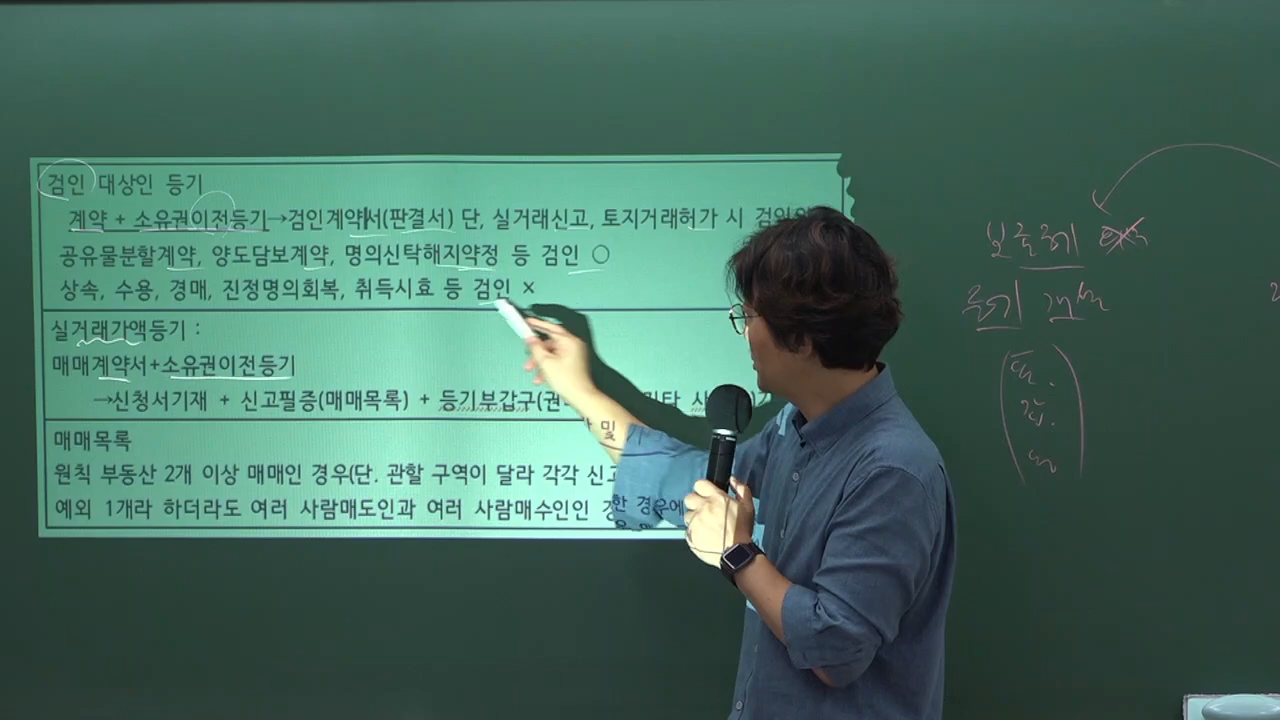 검인 대상인 등기
계약 + 소유권이전등기→검인계약서(판결서) 단, 실거래신고, 토지거래허가 시 검인
공유물분할계약, 양도담보계약, 명의신탁해지약정 등 검인 ○
상속, 수용, 경매, 진정명의회복, 취득시효 등 검인 ×
실거래가액등기 :
매매계약서+소유권이전등기
→신청서기재 + 신고필증(매매목록) + 등기부갑구(권
매매목록
원칙 부동산 2개 이상 매매인 경우(단. 관할 구역이 달라 각각 신고
예외 1개라 하더라도 여러 사람매도인과 여러 사람매수인인 경 한 경우에
등기